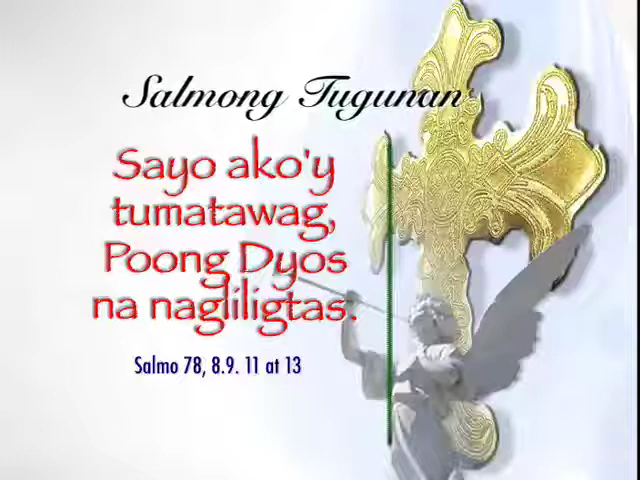 Salmong Tugunan
Sayo ako'y
tumatawag,
Poong Dyos
na nagliligtas.
Salmo 78, 8.9. 11 at 13